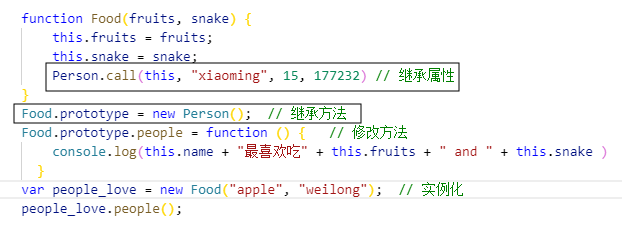 function Food(fruits, snake) {
this.fruits = fruits;
this.snake = snake;
Person.call(this, "xiaoming", 15, 177232) // 继承属性
}
Food.prototype = new Person();  // 继承方法
Food.prototype.people = function () {   // 修改方法
console.log(this.name + "最喜欢吃" + this.fruits + " and " + this.snake )
}
var people_love = new Food("apple", "weilong");  // 实例化
people_love.people();